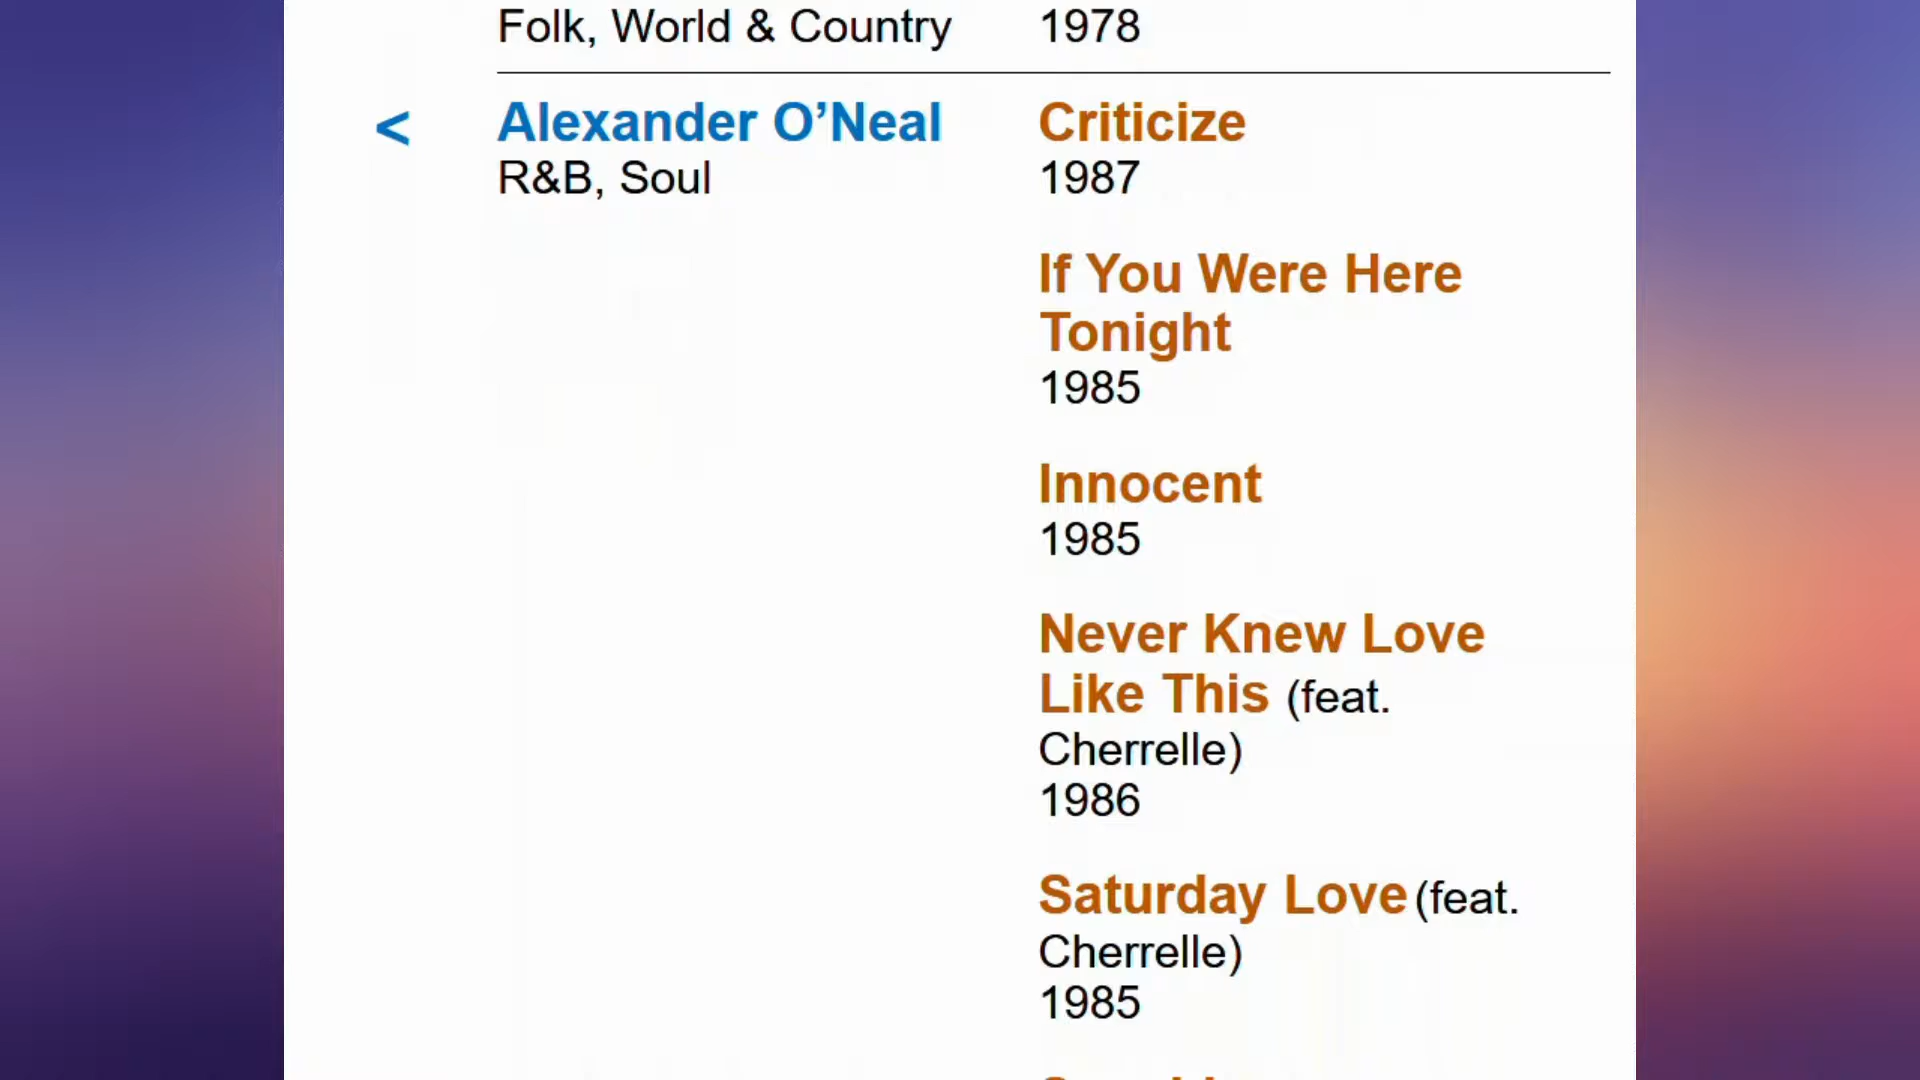 Folk, World & Country 1978
< Alexander O’Neal Criticize
R&B, Soul 1987
If You Were Here
Tonight
1985
Innocent
1985
Never Knew Love
Like This (feat.
Cherrelle)
1986
Saturday Love (feat.
Cherrelle)
1985